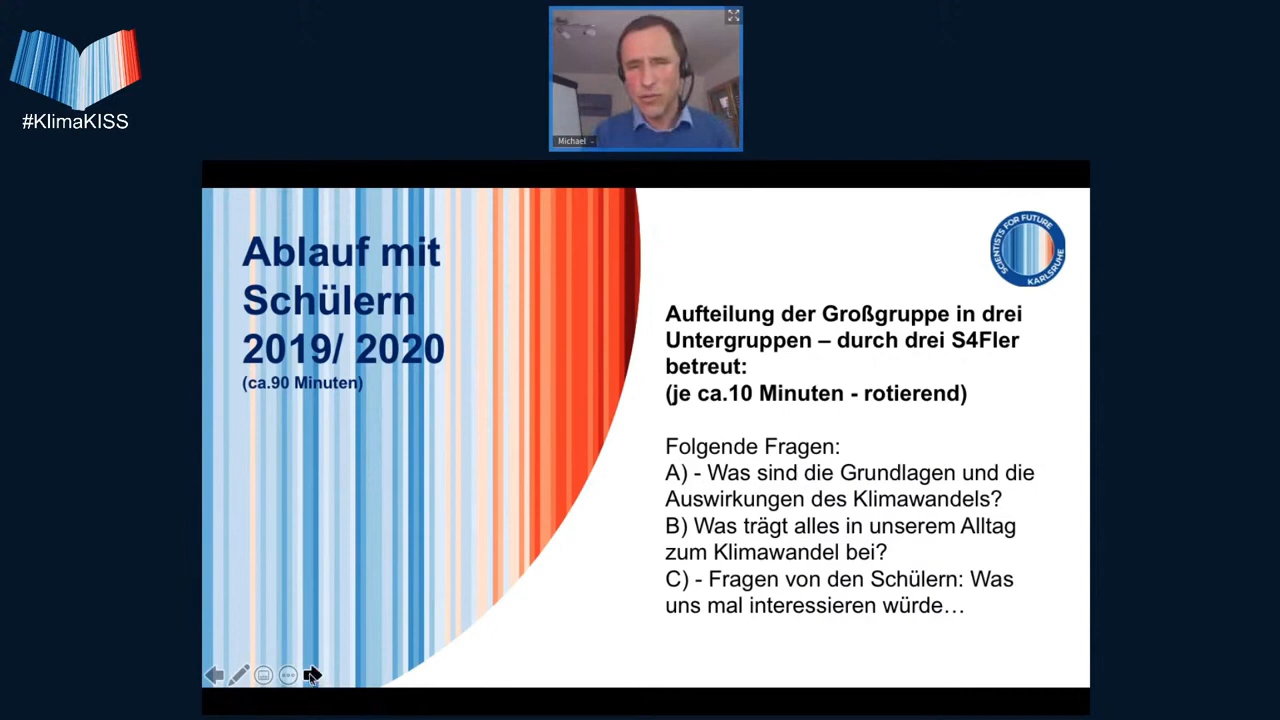 #KlimaKISS
Michael
Ablauf mit
Schülern
2019/ 2020
(ca.90 Minuten)
SCIENTISTS FOR FUTURE
KARLSRUHE
Aufteilung der Großgruppe in drei
Untergruppen – durch drei S4Fler
betreut:
(je ca.10 Minuten - rotierend)
Folgende Fragen:
A) - Was sind die Grundlagen und die
Auswirkungen des Klimawandels?
B) Was trägt alles in unserem Alltag
zum Klimawandel bei?
C) - Fragen von den Schülern: Was
uns mal interessieren würde…